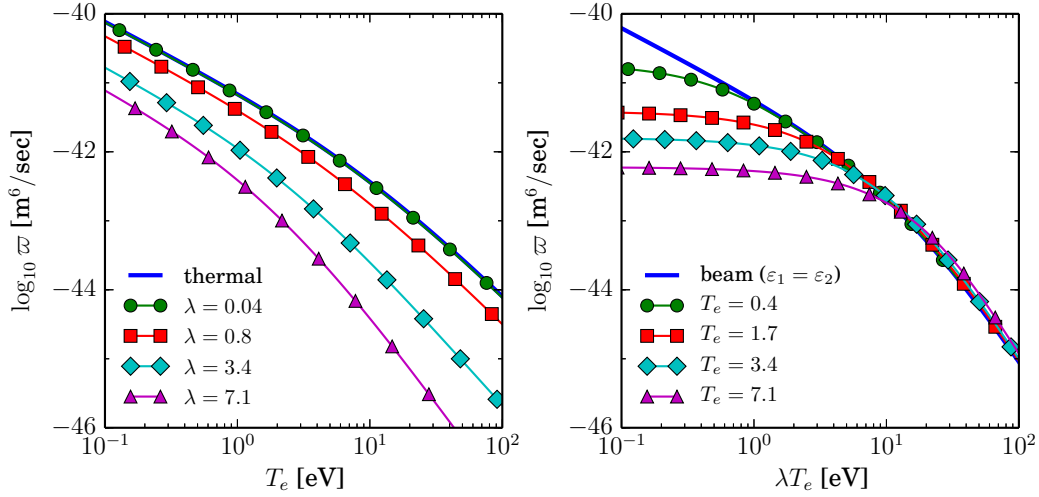 −40
−42
−44
−46
log₁₀ ϖ [m⁶/sec]
thermal
λ = 0.04
λ = 0.8
λ = 3.4
λ = 7.1
10⁻¹ 10⁰ 10¹ 10²
Tₑ [eV]
−40
−42
−44
−46
log₁₀ ϖ [m⁶/sec]
beam (ε₁ = ε₂)
Tₑ = 0.4
Tₑ = 1.7
Tₑ = 3.4
Tₑ = 7.1
10⁻¹ 10⁰ 10¹ 10²
λTₑ [eV]